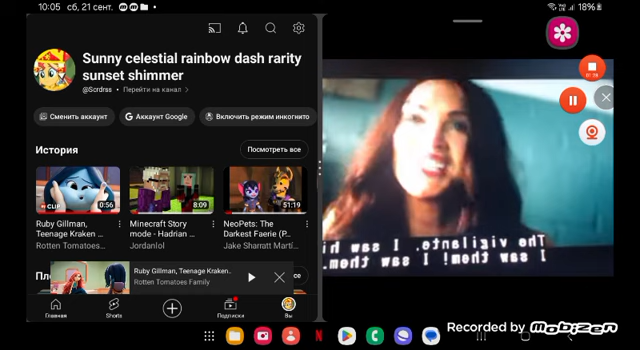 10:05 сб, 21 сент.
18%
Sunny celestial rainbow dash rarity
sunset shimmer
@Scrdrss • Перейти на канал >
Сменить аккаунт
Аккаунт Google
Включить режим инкогнито
История
Посмотреть все
CLIP
0:56
8:09
51:19
Ruby Gillman,
Teenage Kraken ...
Rotten Tomatoes...
Minecraft Story
mode - Hadrian ...
Jordanlol
NeoPets: The
Darkest Faerie (P...
Jake Sharratt Martí...
Ruby Gillman, Teenage Kraken..
Rotten Tomatoes Family
Главная
Shorts
Подписки
Вы
The vigilante. I saw hi
I saw them! I saw them.
Recorded by mobizen